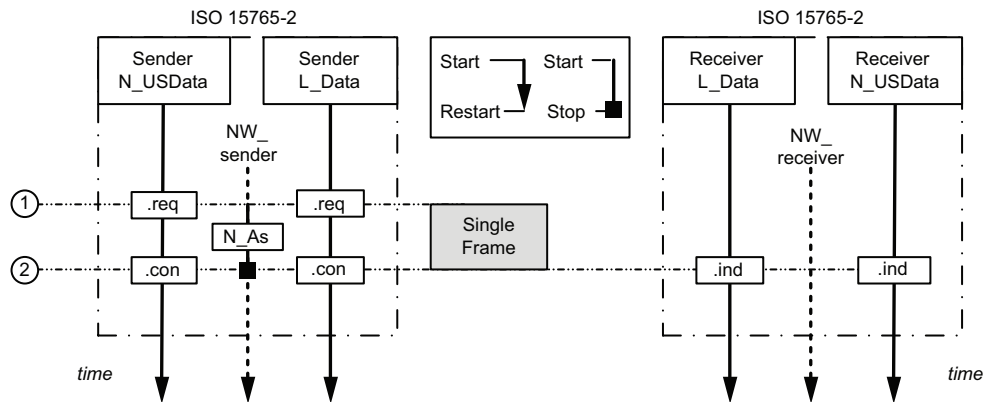 ISO 15765-2
ISO 15765-2
Sender
N_USData
Sender
L_Data
Start
Start
Restart
Stop
Receiver
L_Data
Receiver
N_USData
NW_
sender
NW_
receiver
1
.req
.req
N_As
Single
Frame
2
.con
.con
.ind
.ind
time
time